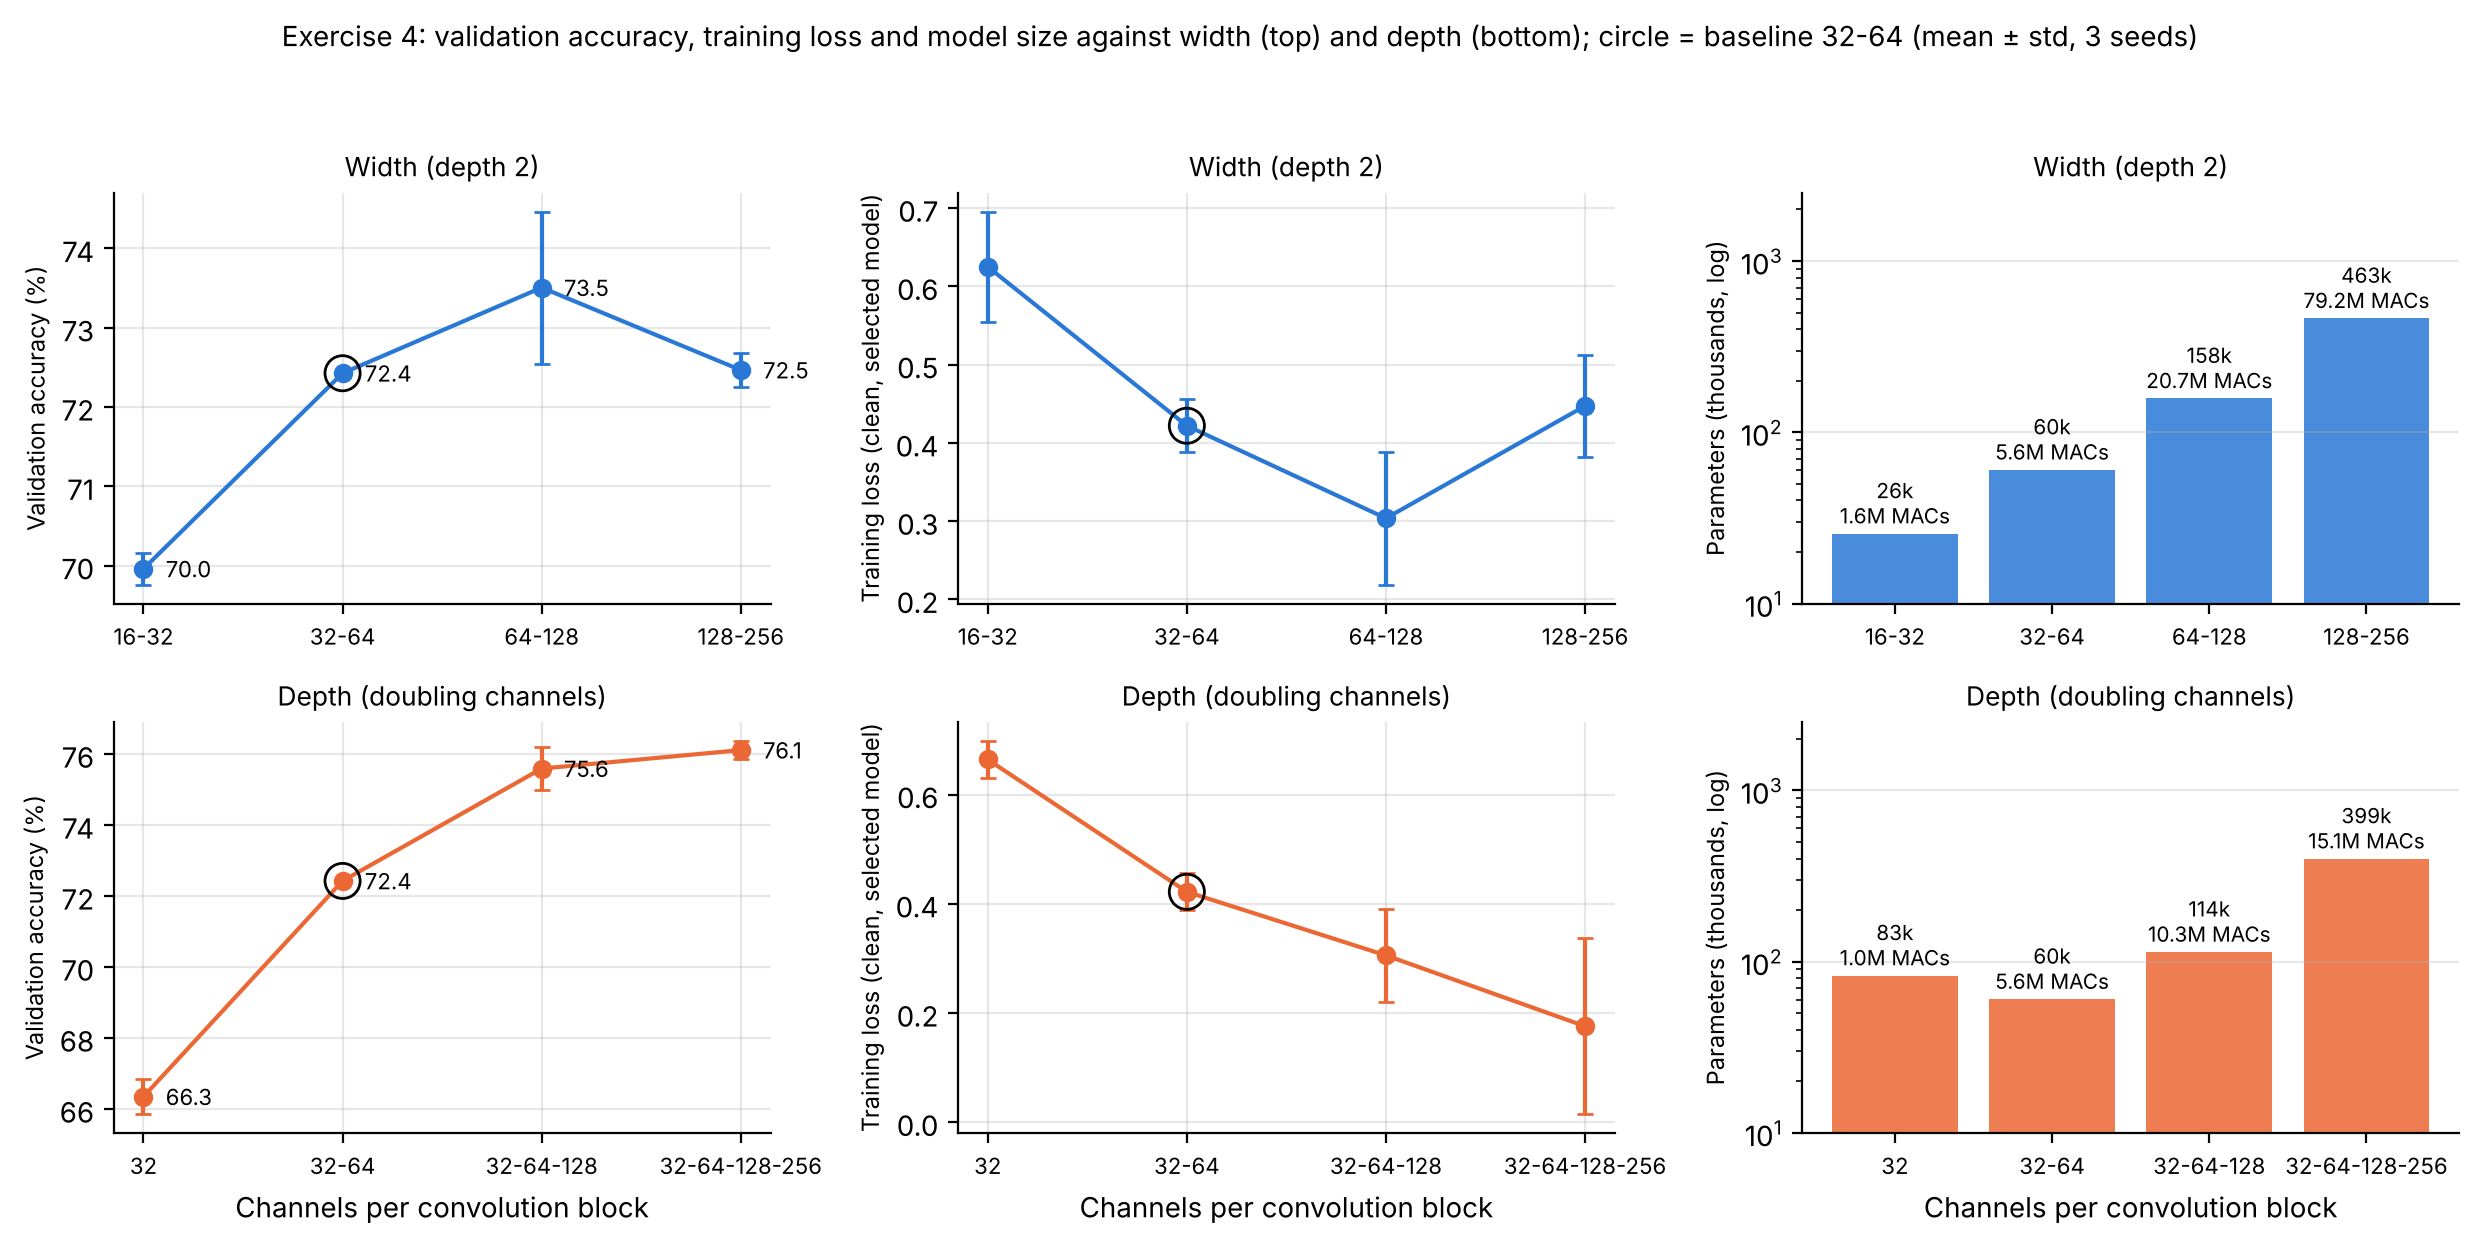 Exercise 4: validation accuracy, training loss and model size against width (top) and depth (bottom); circle = baseline 32-64 (mean ± std, 3 seeds)
Width (depth 2)
Validation accuracy (%)
74
73
72
71
70
70.0
72.4
73.5
72.5
16-32
32-64
64-128
128-256
Width (depth 2)
Training loss (clean, selected model)
0.7
0.6
0.5
0.4
0.3
0.2
16-32
32-64
64-128
128-256
Width (depth 2)
Parameters (thousands, log)
10³
10²
10¹
26k
1.6M MACs
60k
5.6M MACs
158k
20.7M MACs
463k
79.2M MACs
16-32
32-64
64-128
128-256
Depth (doubling channels)
Validation accuracy (%)
76
74
72
70
68
66
66.3
72.4
75.6
76.1
32
32-64
32-64-128
32-64-128-256
Channels per convolution block
Depth (doubling channels)
Training loss (clean, selected model)
0.6
0.4
0.2
0.0
32
32-64
32-64-128
32-64-128-256
Channels per convolution block
Depth (doubling channels)
Parameters (thousands, log)
10³
10²
10¹
83k
1.0M MACs
60k
5.6M MACs
114k
10.3M MACs
399k
15.1M MACs
32
32-64
32-64-128
32-64-128-256
Channels per convolution block